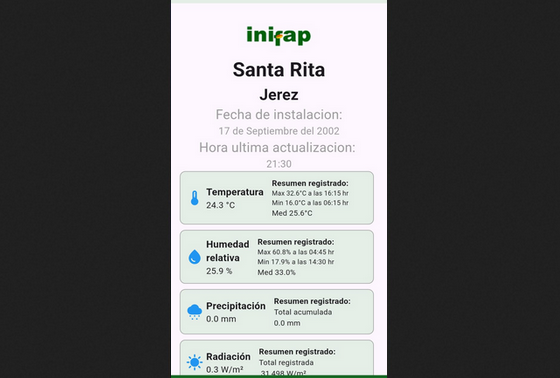 inifap
Santa Rita
Jerez
Fecha de instalacion:
17 de Septiembre del 2002
Hora ultima actualizacion:
21:30
Temperatura
24.3 °C
Resumen registrado:
Max 32.6°C a las 16:15 hr
Min 16.0°C a las 06:15 hr
Med 25.6°C
Humedad
relativa
25.9 %
Resumen registrado:
Max 60.8% a las 04:45 hr
Min 17.9% a las 14:30 hr
Med 33.0%
Precipitación
0.0 mm
Resumen registrado:
Total acumulada
0.0 mm
Radiación
0.3 W/m²
Resumen registrado:
Total registrada
31,498 W/m²